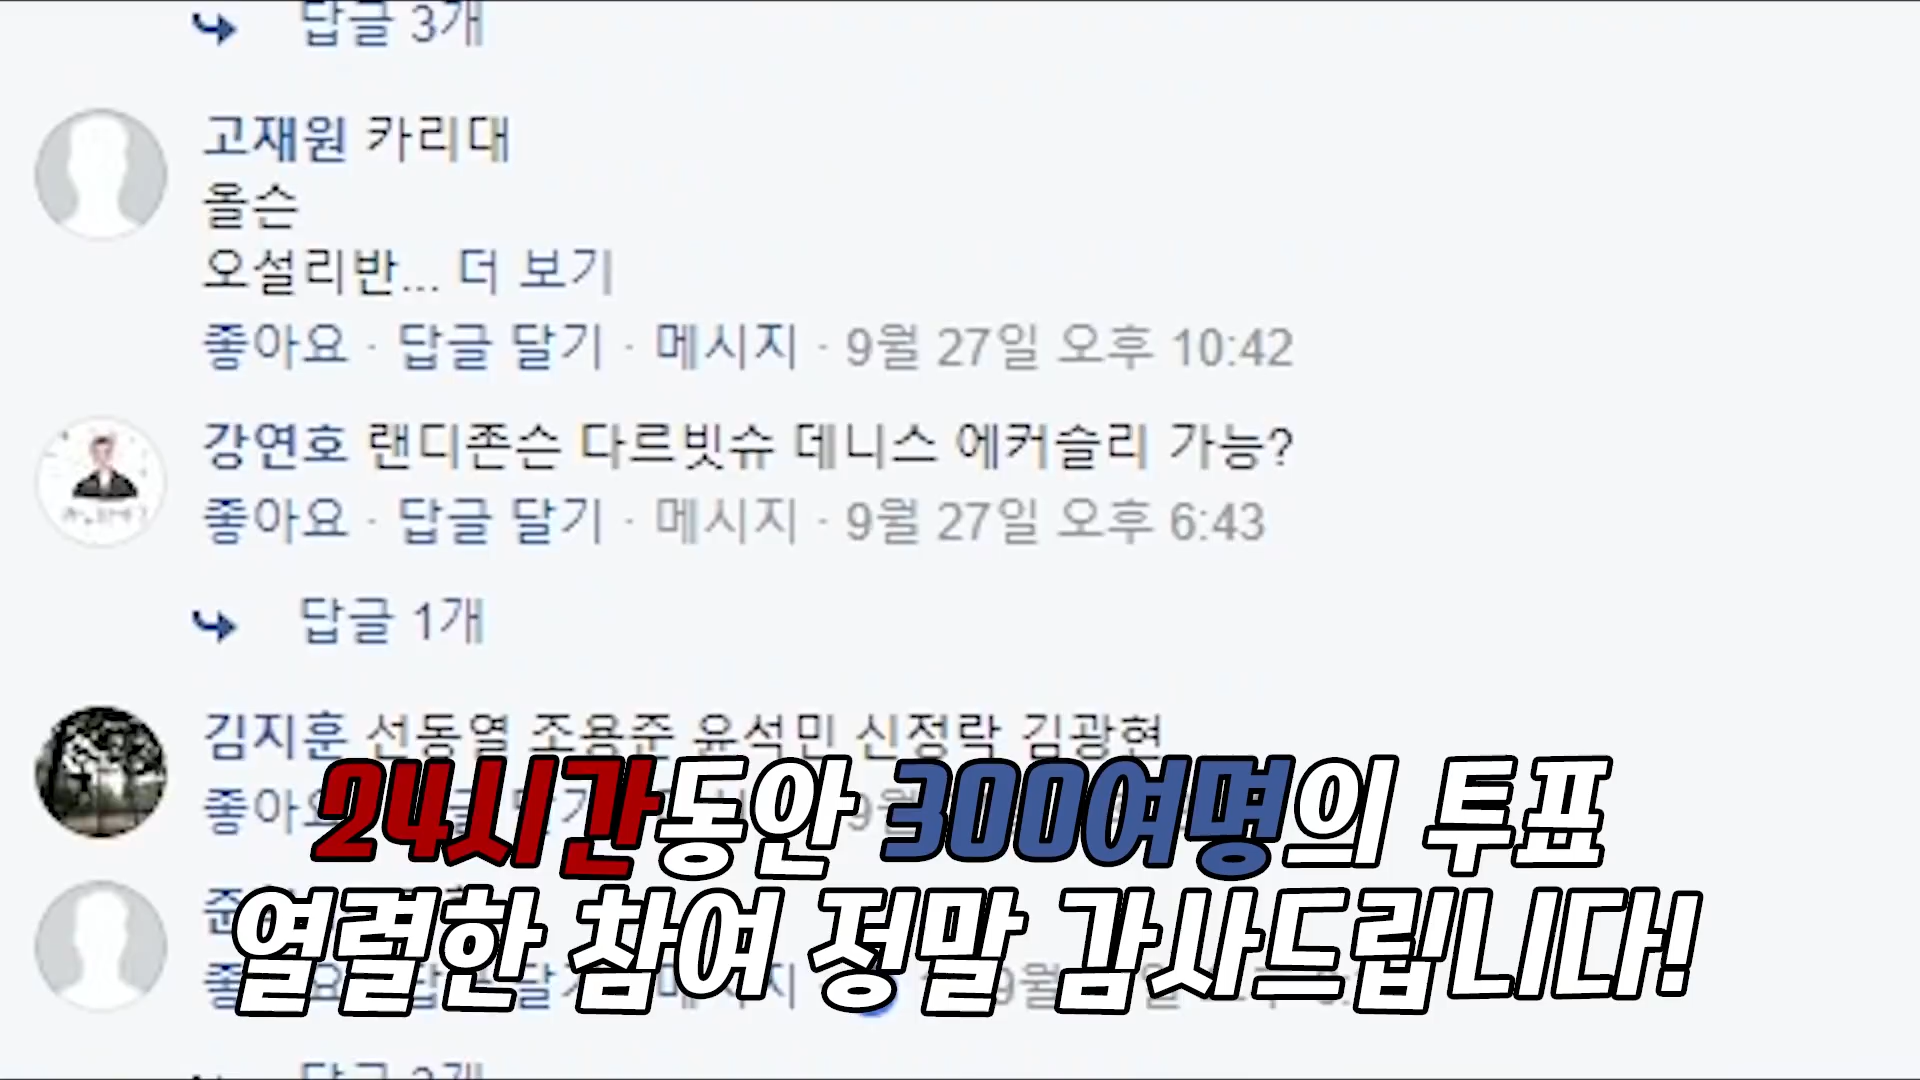 답글 3개
고재원 카리대
올슨
오설리반... 더 보기
좋아요 · 답글 달기 · 메시지 · 9월 27일 오후 10:42
강연호 랜디존슨 다르빗슈 데니스 에커슬리 가능?
좋아요 · 답글 달기 · 메시지 · 9월 27일 오후 6:43
답글 1개
김지훈 선동열 조용준 윤석민 신정락 김광현
24시간동안 300여명의 투표
열렬한 참여 정말 감사드립니다!